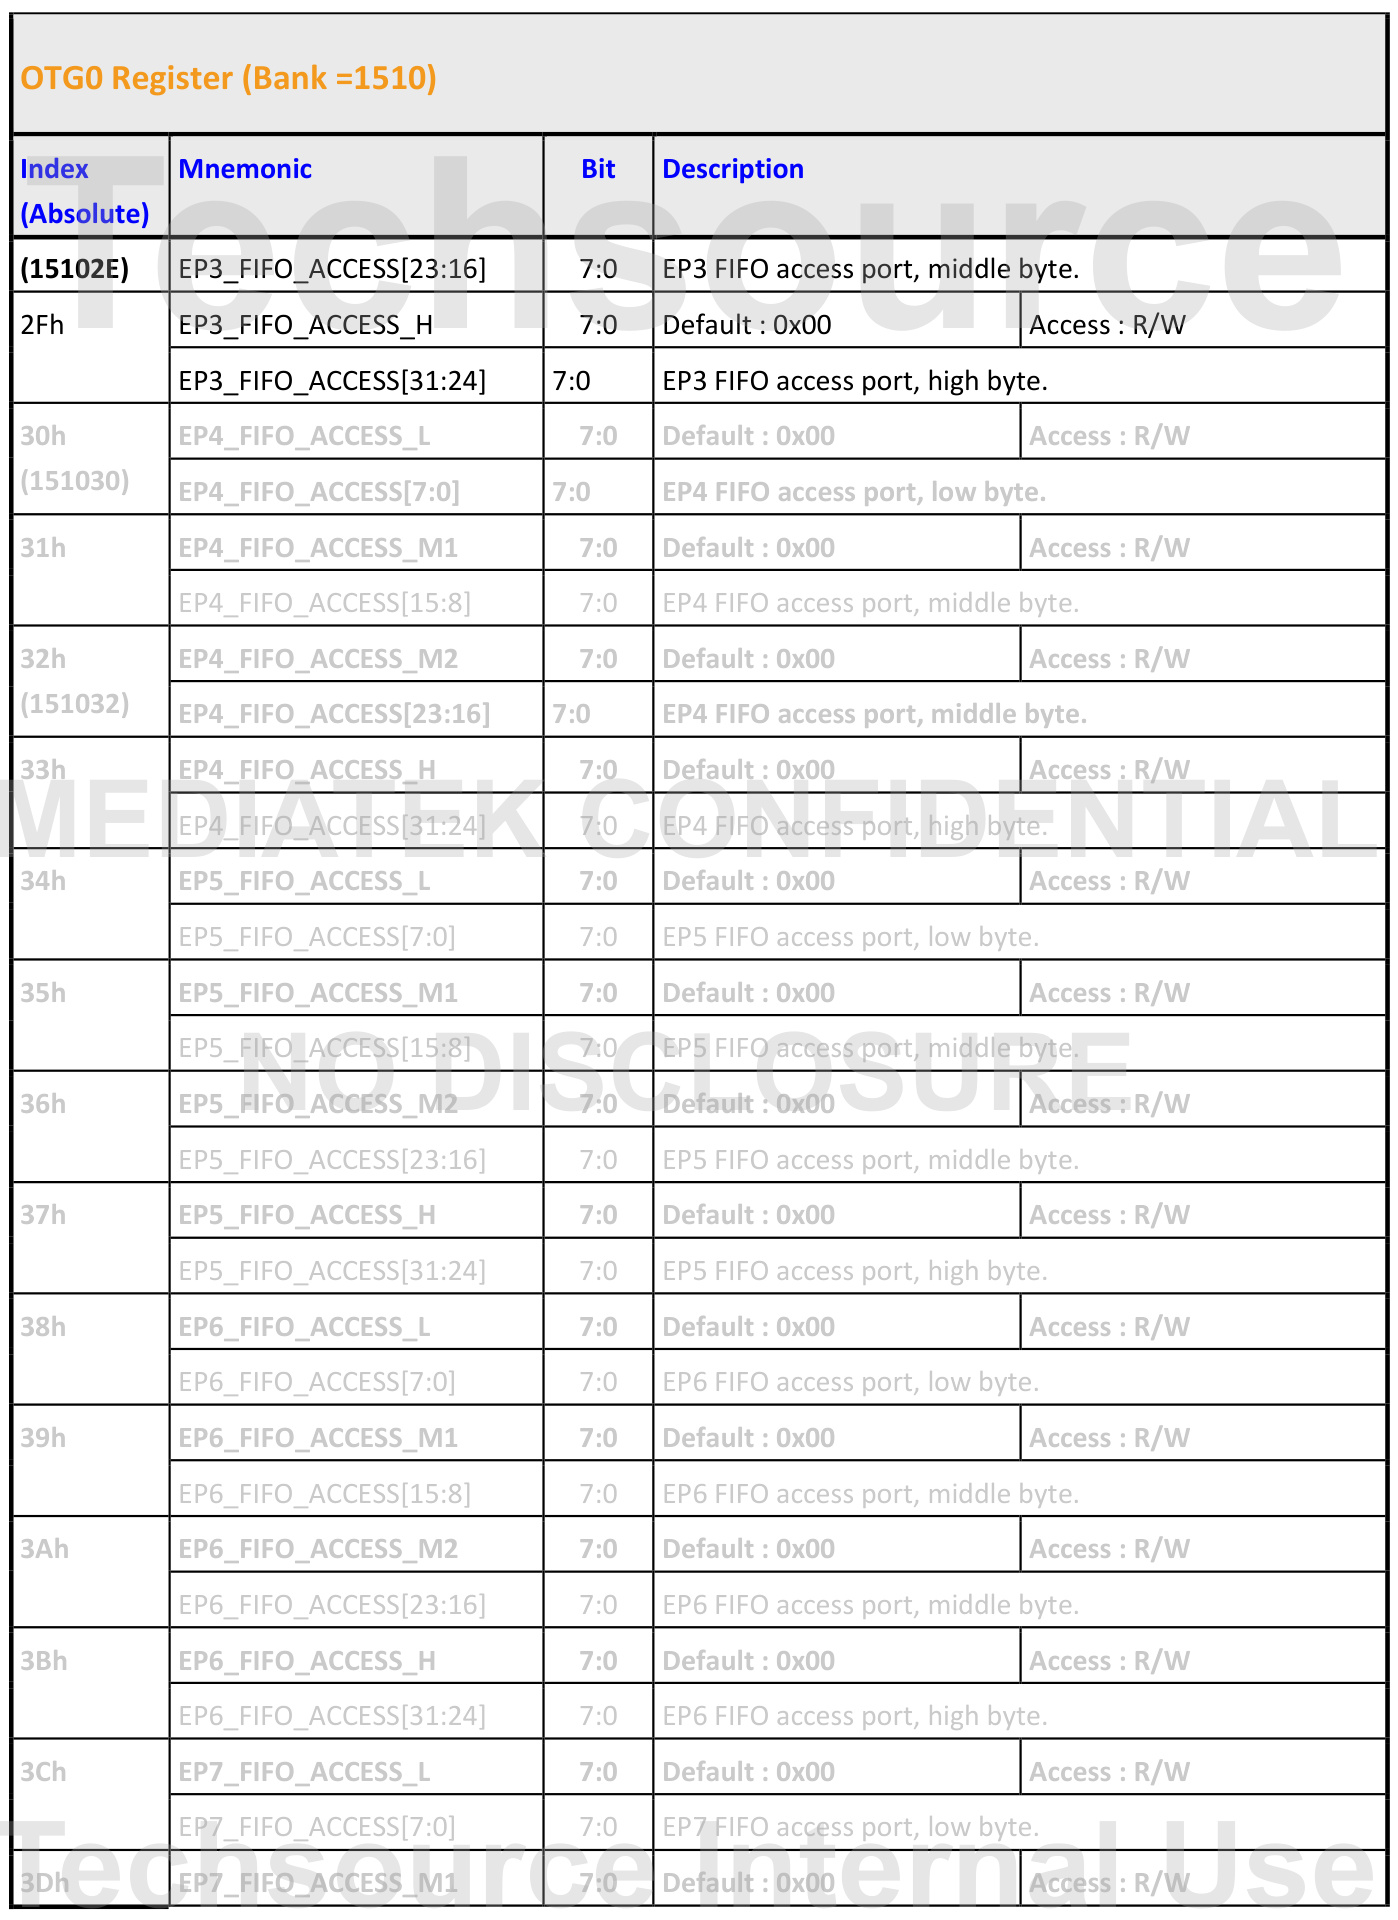 OTG0 Register (Bank =1510)
Index (Absolute) Mnemonic Bit Description
(15102E) EP3_FIFO_ACCESS[23:16] 7:0 EP3 FIFO access port, middle byte.
2Fh EP3_FIFO_ACCESS_H 7:0 Default : 0x00 Access : R/W
EP3_FIFO_ACCESS[31:24] 7:0 EP3 FIFO access port, high byte.
30h EP4_FIFO_ACCESS_L 7:0 Default : 0x00 Access : R/W
(151030) EP4_FIFO_ACCESS[7:0] 7:0 EP4 FIFO access port, low byte.
31h EP4_FIFO_ACCESS_M1 7:0 Default : 0x00 Access : R/W
EP4_FIFO_ACCESS[15:8] 7:0 EP4 FIFO access port, middle byte.
32h EP4_FIFO_ACCESS_M2 7:0 Default : 0x00 Access : R/W
(151032) EP4_FIFO_ACCESS[23:16] 7:0 EP4 FIFO access port, middle byte.
33h EP4_FIFO_ACCESS_H 7:0 Default : 0x00 Access : R/W
EP4_FIFO_ACCESS[31:24] 7:0 EP4 FIFO access port, high byte.
34h EP5_FIFO_ACCESS_L 7:0 Default : 0x00 Access : R/W
EP5_FIFO_ACCESS[7:0] 7:0 EP5 FIFO access port, low byte.
35h EP5_FIFO_ACCESS_M1 7:0 Default : 0x00 Access : R/W
EP5_FIFO_ACCESS[15:8] 7:0 EP5 FIFO access port, middle byte.
36h EP5_FIFO_ACCESS_M2 7:0 Default : 0x00 Access : R/W
EP5_FIFO_ACCESS[23:16] 7:0 EP5 FIFO access port, middle byte.
37h EP5_FIFO_ACCESS_H 7:0 Default : 0x00 Access : R/W
EP5_FIFO_ACCESS[31:24] 7:0 EP5 FIFO access port, high byte.
38h EP6_FIFO_ACCESS_L 7:0 Default : 0x00 Access : R/W
EP6_FIFO_ACCESS[7:0] 7:0 EP6 FIFO access port, low byte.
39h EP6_FIFO_ACCESS_M1 7:0 Default : 0x00 Access : R/W
EP6_FIFO_ACCESS[15:8] 7:0 EP6 FIFO access port, middle byte.
3Ah EP6_FIFO_ACCESS_M2 7:0 Default : 0x00 Access : R/W
EP6_FIFO_ACCESS[23:16] 7:0 EP6 FIFO access port, middle byte.
3Bh EP6_FIFO_ACCESS_H 7:0 Default : 0x00 Access : R/W
EP6_FIFO_ACCESS[31:24] 7:0 EP6 FIFO access port, high byte.
3Ch EP7_FIFO_ACCESS_L 7:0 Default : 0x00 Access : R/W
EP7_FIFO_ACCESS[7:0] 7:0 EP7 FIFO access port, low byte.
3Dh EP7_FIFO_ACCESS_M1 7:0 Default : 0x00 Access : R/W
Techsource
MEDIATEK CONFIDENTIAL
NO DISCLOSURE
Techsource Internal Use